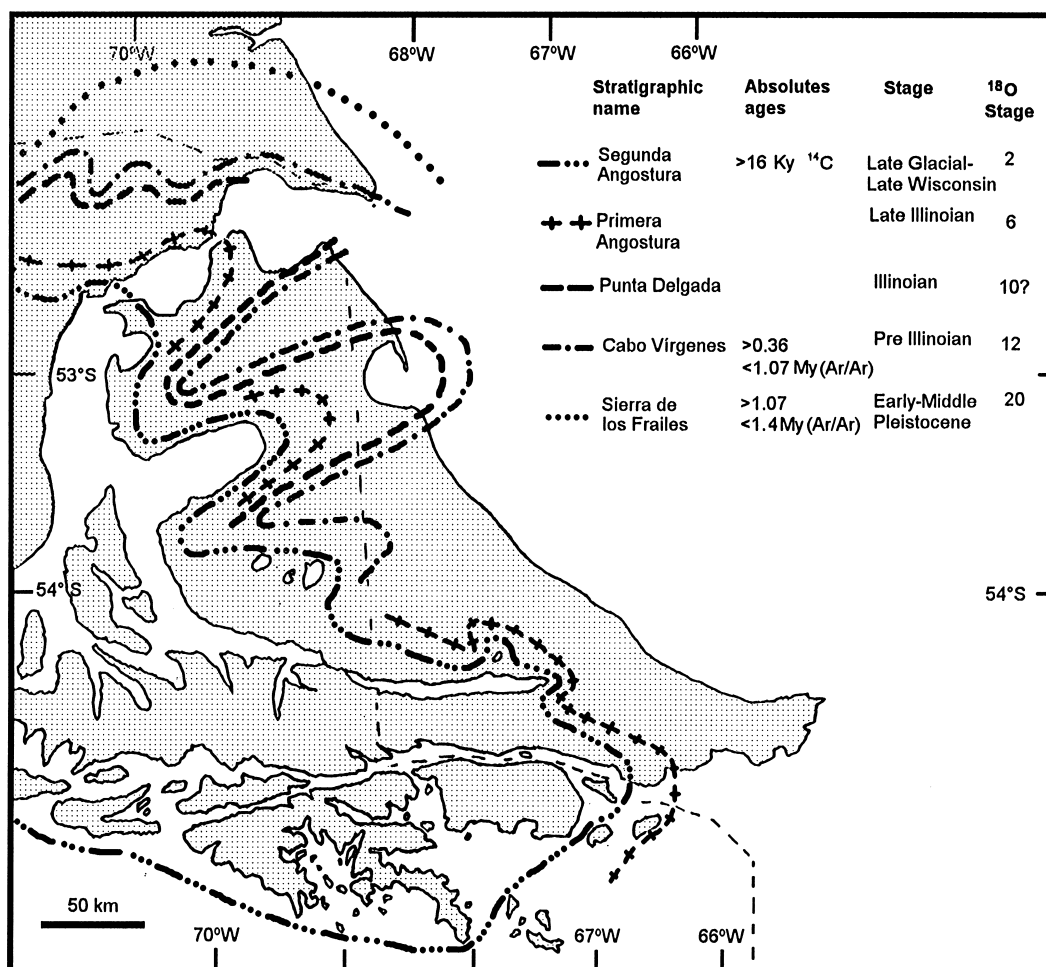 70°W 68°W 67°W 66°W
Stratigraphic name Absolutes ages Stage ¹⁸O Stage
Segunda Angostura >16 Ky ¹⁴C Late Glacial-Late Wisconsin 2
Primera Angostura Late Illinoian 6
Punta Delgada Illinoian 10?
Cabo Vírgenes >0.36 <1.07 My (Ar/Ar) Pre Illinoian 12
Sierra de los Frailes >1.07 <1.4 My (Ar/Ar) Early-Middle Pleistocene 20
53°S
54°S 54°S
50 km
70°W 67°W 66°W